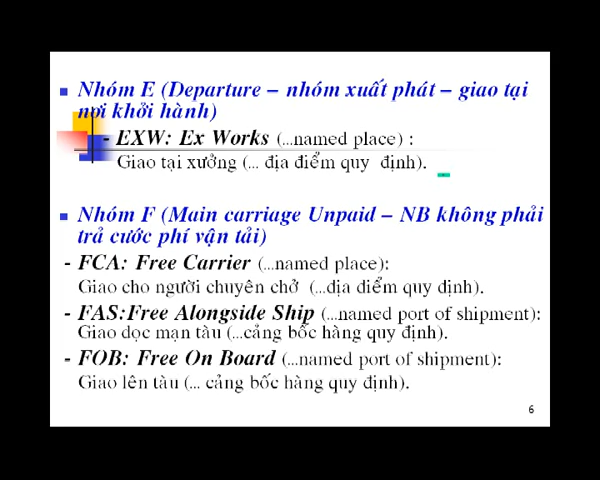 Nhóm E (Departure – nhóm xuất phát – giao tại
nơi khởi hành)
- EXW: Ex Works (...named place) :
Giao tại xưởng (... địa điểm quy định).
Nhóm F (Main carriage Unpaid – NB không phải
trả cước phí vận tải)
- FCA: Free Carrier (...named place):
Giao cho người chuyên chở (...địa điểm quy định).
- FAS:Free Alongside Ship (...named port of shipment):
Giao dọc mạn tàu (...cảng bốc hàng quy định).
- FOB: Free On Board (...named port of shipment):
Giao lên tàu (... cảng bốc hàng quy định).
6